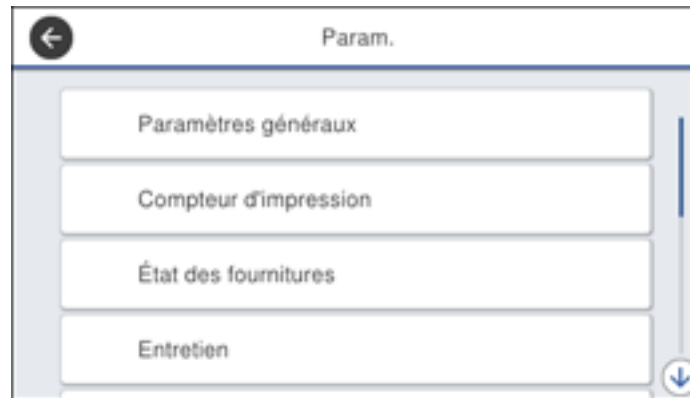 Param.
Paramètres généraux
Compteur d'impression
État des fournitures
Entretien